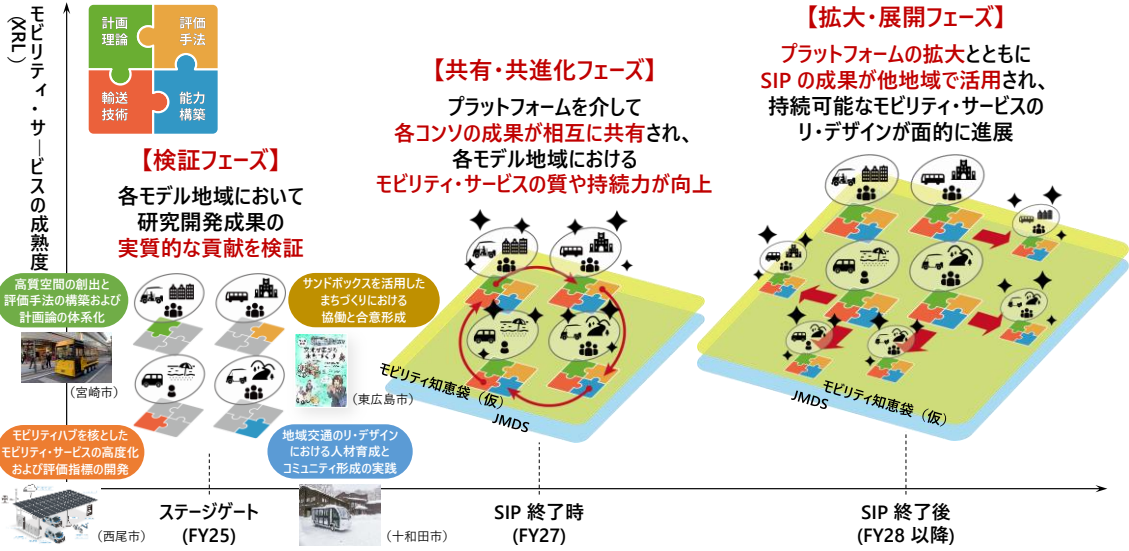 モビリティ・サービスの成熟度
(XRL)
計画
理論
評価
手法
輸送
技術
能力
構築
【検証フェーズ】
各モデル地域において
研究開発成果の
実質的な貢献を検証
高質空間の創出と
評価手法の構築および
計画論の体系化
(宮崎市)
サンドボックスを活用した
まちづくりにおける
協働と合意形成
(東広島市)
モビリティハブを核とした
モビリティ・サービスの高度化
および評価指標の開発
(西尾市)
地域交通のリ・デザイン
における人材育成と
コミュニティ形成の実践
(十和田市)
【共有・共進化フェーズ】
プラットフォームを介して
各コンソの成果が相互に共有され、
各モデル地域における
モビリティ・サービスの質や持続力が向上
モビリティ知恵袋(仮)
JMDS
【拡大・展開フェーズ】
プラットフォームの拡大とともに
SIP の成果が他地域で活用され、
持続可能なモビリティ・サービスの
リ・デザインが面的に進展
モビリティ知恵袋(仮)
JMDS
ステージゲート
(FY25)
SIP 終了時
(FY27)
SIP 終了後
(FY28 以降)